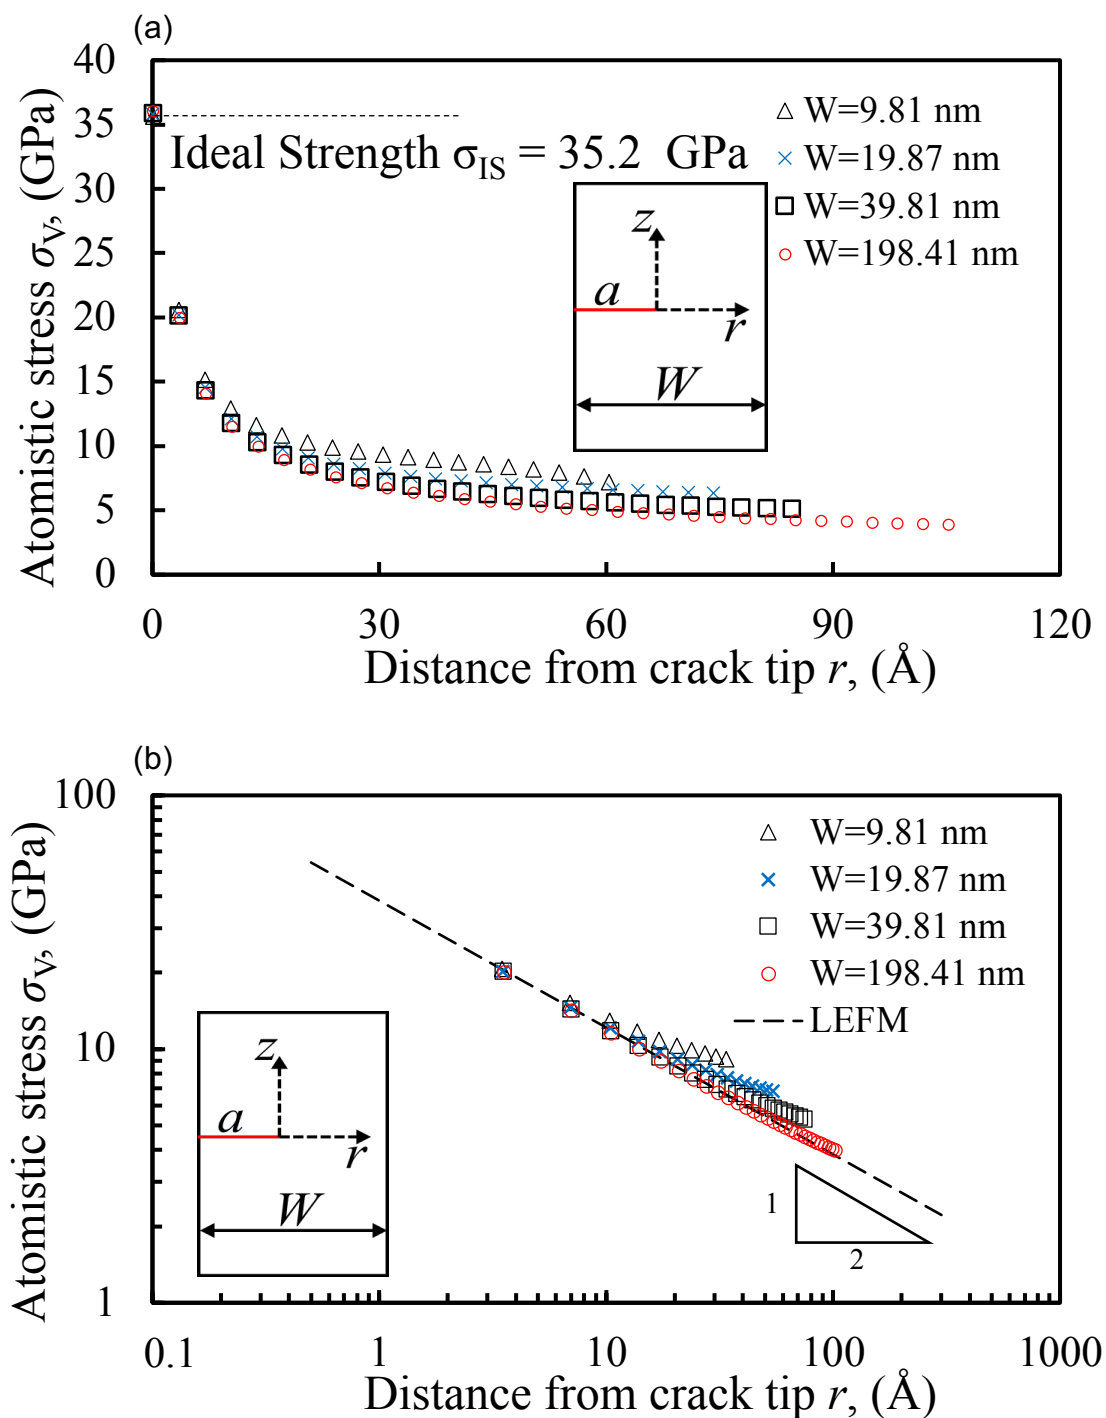 (a)
Atomistic stress σV, (GPa)
40
35
30
25
20
15
10
5
0
Ideal Strength σIS = 35.2 GPa
W=9.81 nm
W=19.87 nm
W=39.81 nm
W=198.41 nm
z
a
r
W
0
30
60
90
120
Distance from crack tip r, (Å)
(b)
Atomistic stress σV, (GPa)
100
10
1
W=9.81 nm
W=19.87 nm
W=39.81 nm
W=198.41 nm
LEFM
z
a
r
W
1
2
0.1
1
10
100
1000
Distance from crack tip r, (Å)